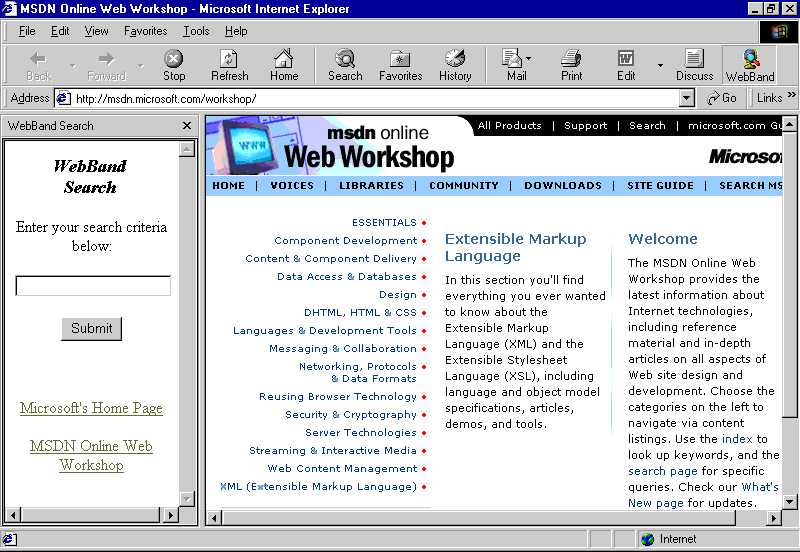 MSDN Online Web Workshop - Microsoft Internet Explorer
File Edit View Favorites Tools Help
Back Forward Stop Refresh Home Search Favorites History Mail Print Edit Discuss WebBand
Address http://msdn.microsoft.com/workshop/ Go Links »
WebBand Search
WebBand
Search
Enter your search criteria
below:
Submit
Microsoft's Home Page
MSDN Online Web
Workshop
All Products | Support | Search | microsoft.com Gu
WWW
msdn online
Web Workshop
Microsof
HOME | VOICES | LIBRARIES | COMMUNITY | DOWNLOADS | SITE GUIDE | SEARCH MS
ESSENTIALS
Component Development
Content & Component Delivery
Data Access & Databases
Design
DHTML, HTML & CSS
Languages & Development Tools
Messaging & Collaboration
Networking, Protocols
& Data Formats
Reusing Browser Technology
Security & Cryptography
Server Technologies
Streaming & Interactive Media
Web Content Management
XML (Extensible Markup Language)
Extensible Markup
Language
In this section you'll find
everything you ever wanted
to know about the
Extensible Markup
Language (XML) and the
Extensible Stylesheet
Language (XSL), including
language and object model
specifications, articles,
demos, and tools.
Welcome
The MSDN Online Web
Workshop provides the
latest information about
Internet technologies,
including reference
material and in-depth
articles on all aspects of
Web site design and
development. Choose the
categories on the left to
navigate via content
listings. Use the index to
look up keywords, and the
search page for specific
queries. Check our What's
New page for updates.
Internet